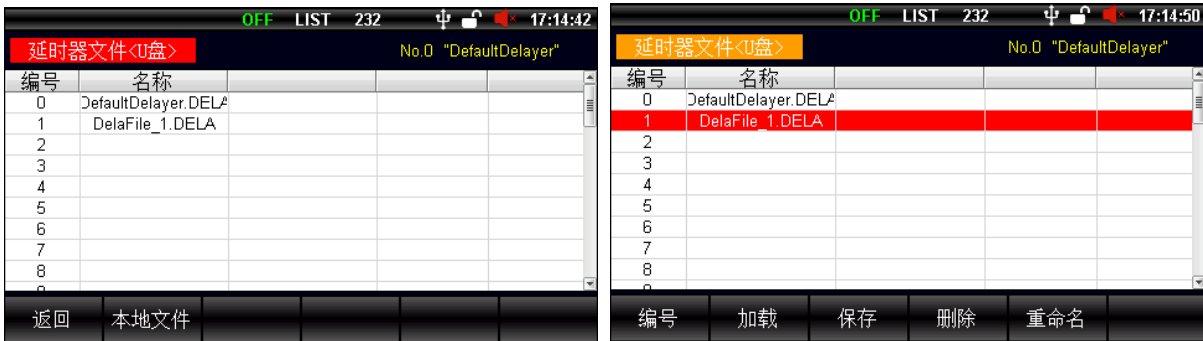 OFF LIST 232 17:14:42
延时器文件<U盘> No.0 "DefaultDelayer"
编号 名称
0 DefaultDelayer.DELA
1 DelaFile_1.DELA
2
3
4
5
6
7
8
返回 本地文件
OFF LIST 232 17:14:50
延时器文件<U盘> No.0 "DefaultDelayer"
编号 名称
0 DefaultDelayer.DELA
1 DelaFile_1.DELA
2
3
4
5
6
7
8
编号 加载 保存 删除 重命名